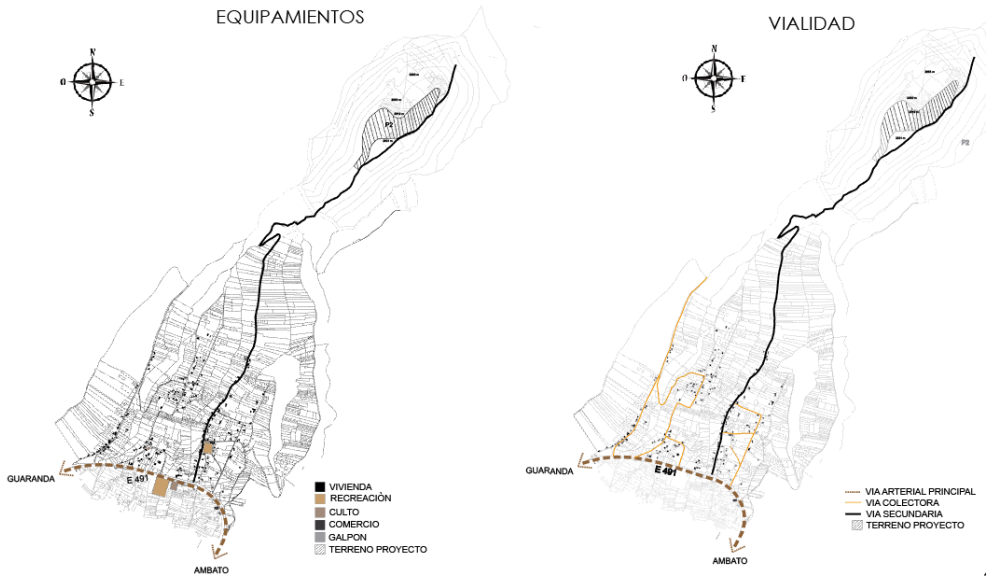 EQUIPAMIENTOS
N
O
E
S
P2
GUARANDA
E 491
AMBATO
VIVIENDA
RECREACIÓN
CULTO
COMERCIO
GALPON
TERRENO PROYECTO
VIALIDAD
N
O
E
S
P2
GUARANDA
E 491
AMBATO
VIA ARTERIAL PRINCIPAL
VIA COLECTORA
VIA SECUNDARIA
TERRENO PROYECTO